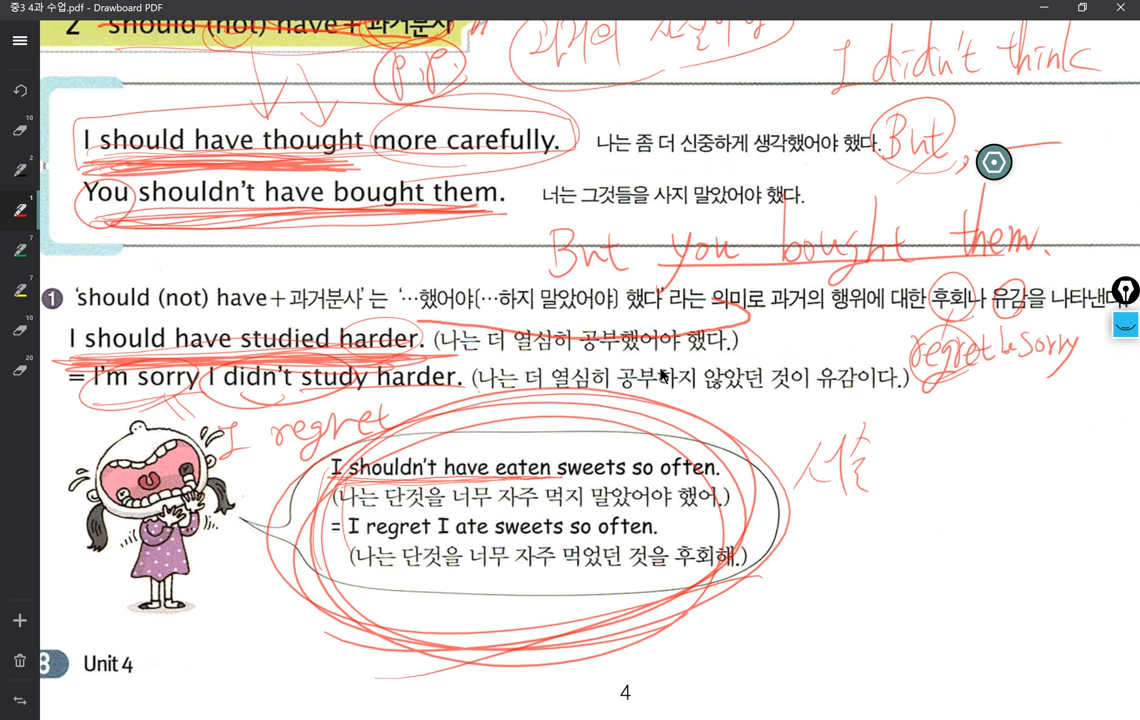 중3 4과 수업.pdf - Drawboard PDF
2 should (not) have + 과거분사
p.p.
과거의
I didn't think
I should have thought more carefully. 나는 좀 더 신중하게 생각했어야 했다.
But,
You shouldn't have bought them. 너는 그것들을 사지 말았어야 했다.
But you bought them.
1 'should (not) have+과거분사'는 '…했어야(…하지 말았어야) 했다' 라는 의미로 과거의 행위에 대한 후회나 유감을 나타낸다.
I should have studied harder. (나는 더 열심히 공부했어야 했다.)
regret be sorry
= I'm sorry I didn't study harder. (나는 더 열심히 공부하지 않았던 것이 유감이다.)
I regret
I shouldn't have eaten sweets so often.
(나는 단것을 너무 자주 먹지 말았어야 했어.)
= I regret I ate sweets so often.
(나는 단것을 너무 자주 먹었던 것을 후회해.)
8 Unit 4
4
10
2
1
7
7
10
20